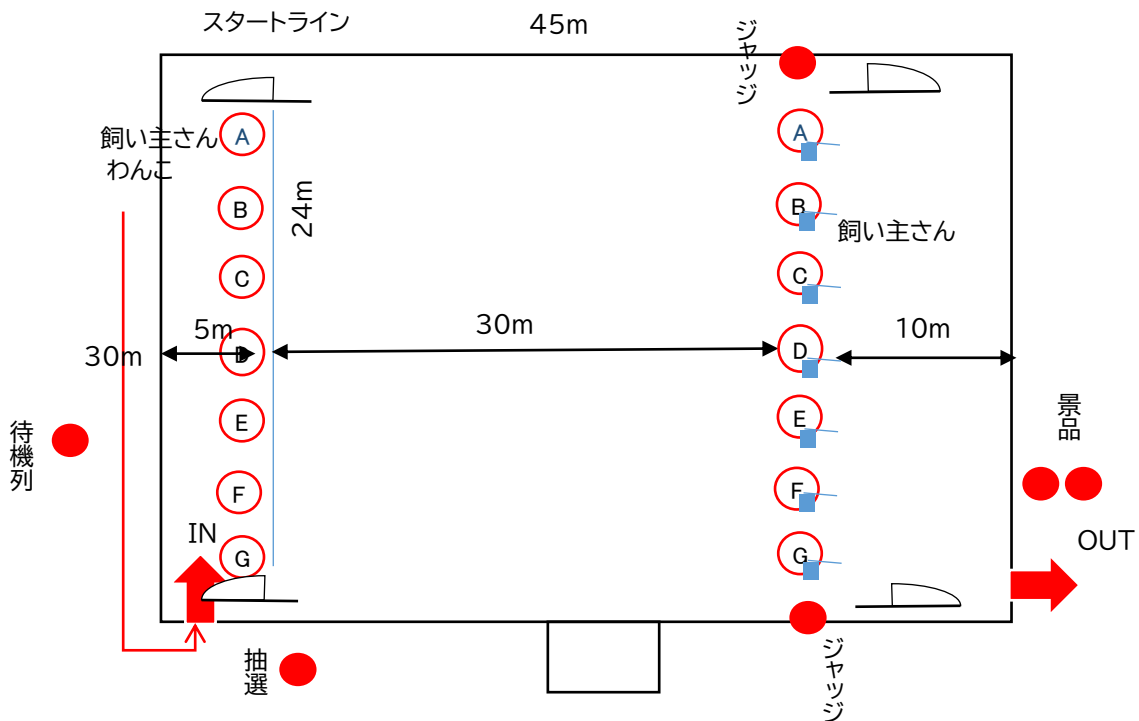 スタートライン
45m
ジャッジ
飼い主さん
わんこ
A
A
24m
B
B
飼い主さん
C
C
5m
30m
10m
30m
D
D
E
E
景品
待機列
F
F
IN
OUT
G
G
抽選
ジャッジ